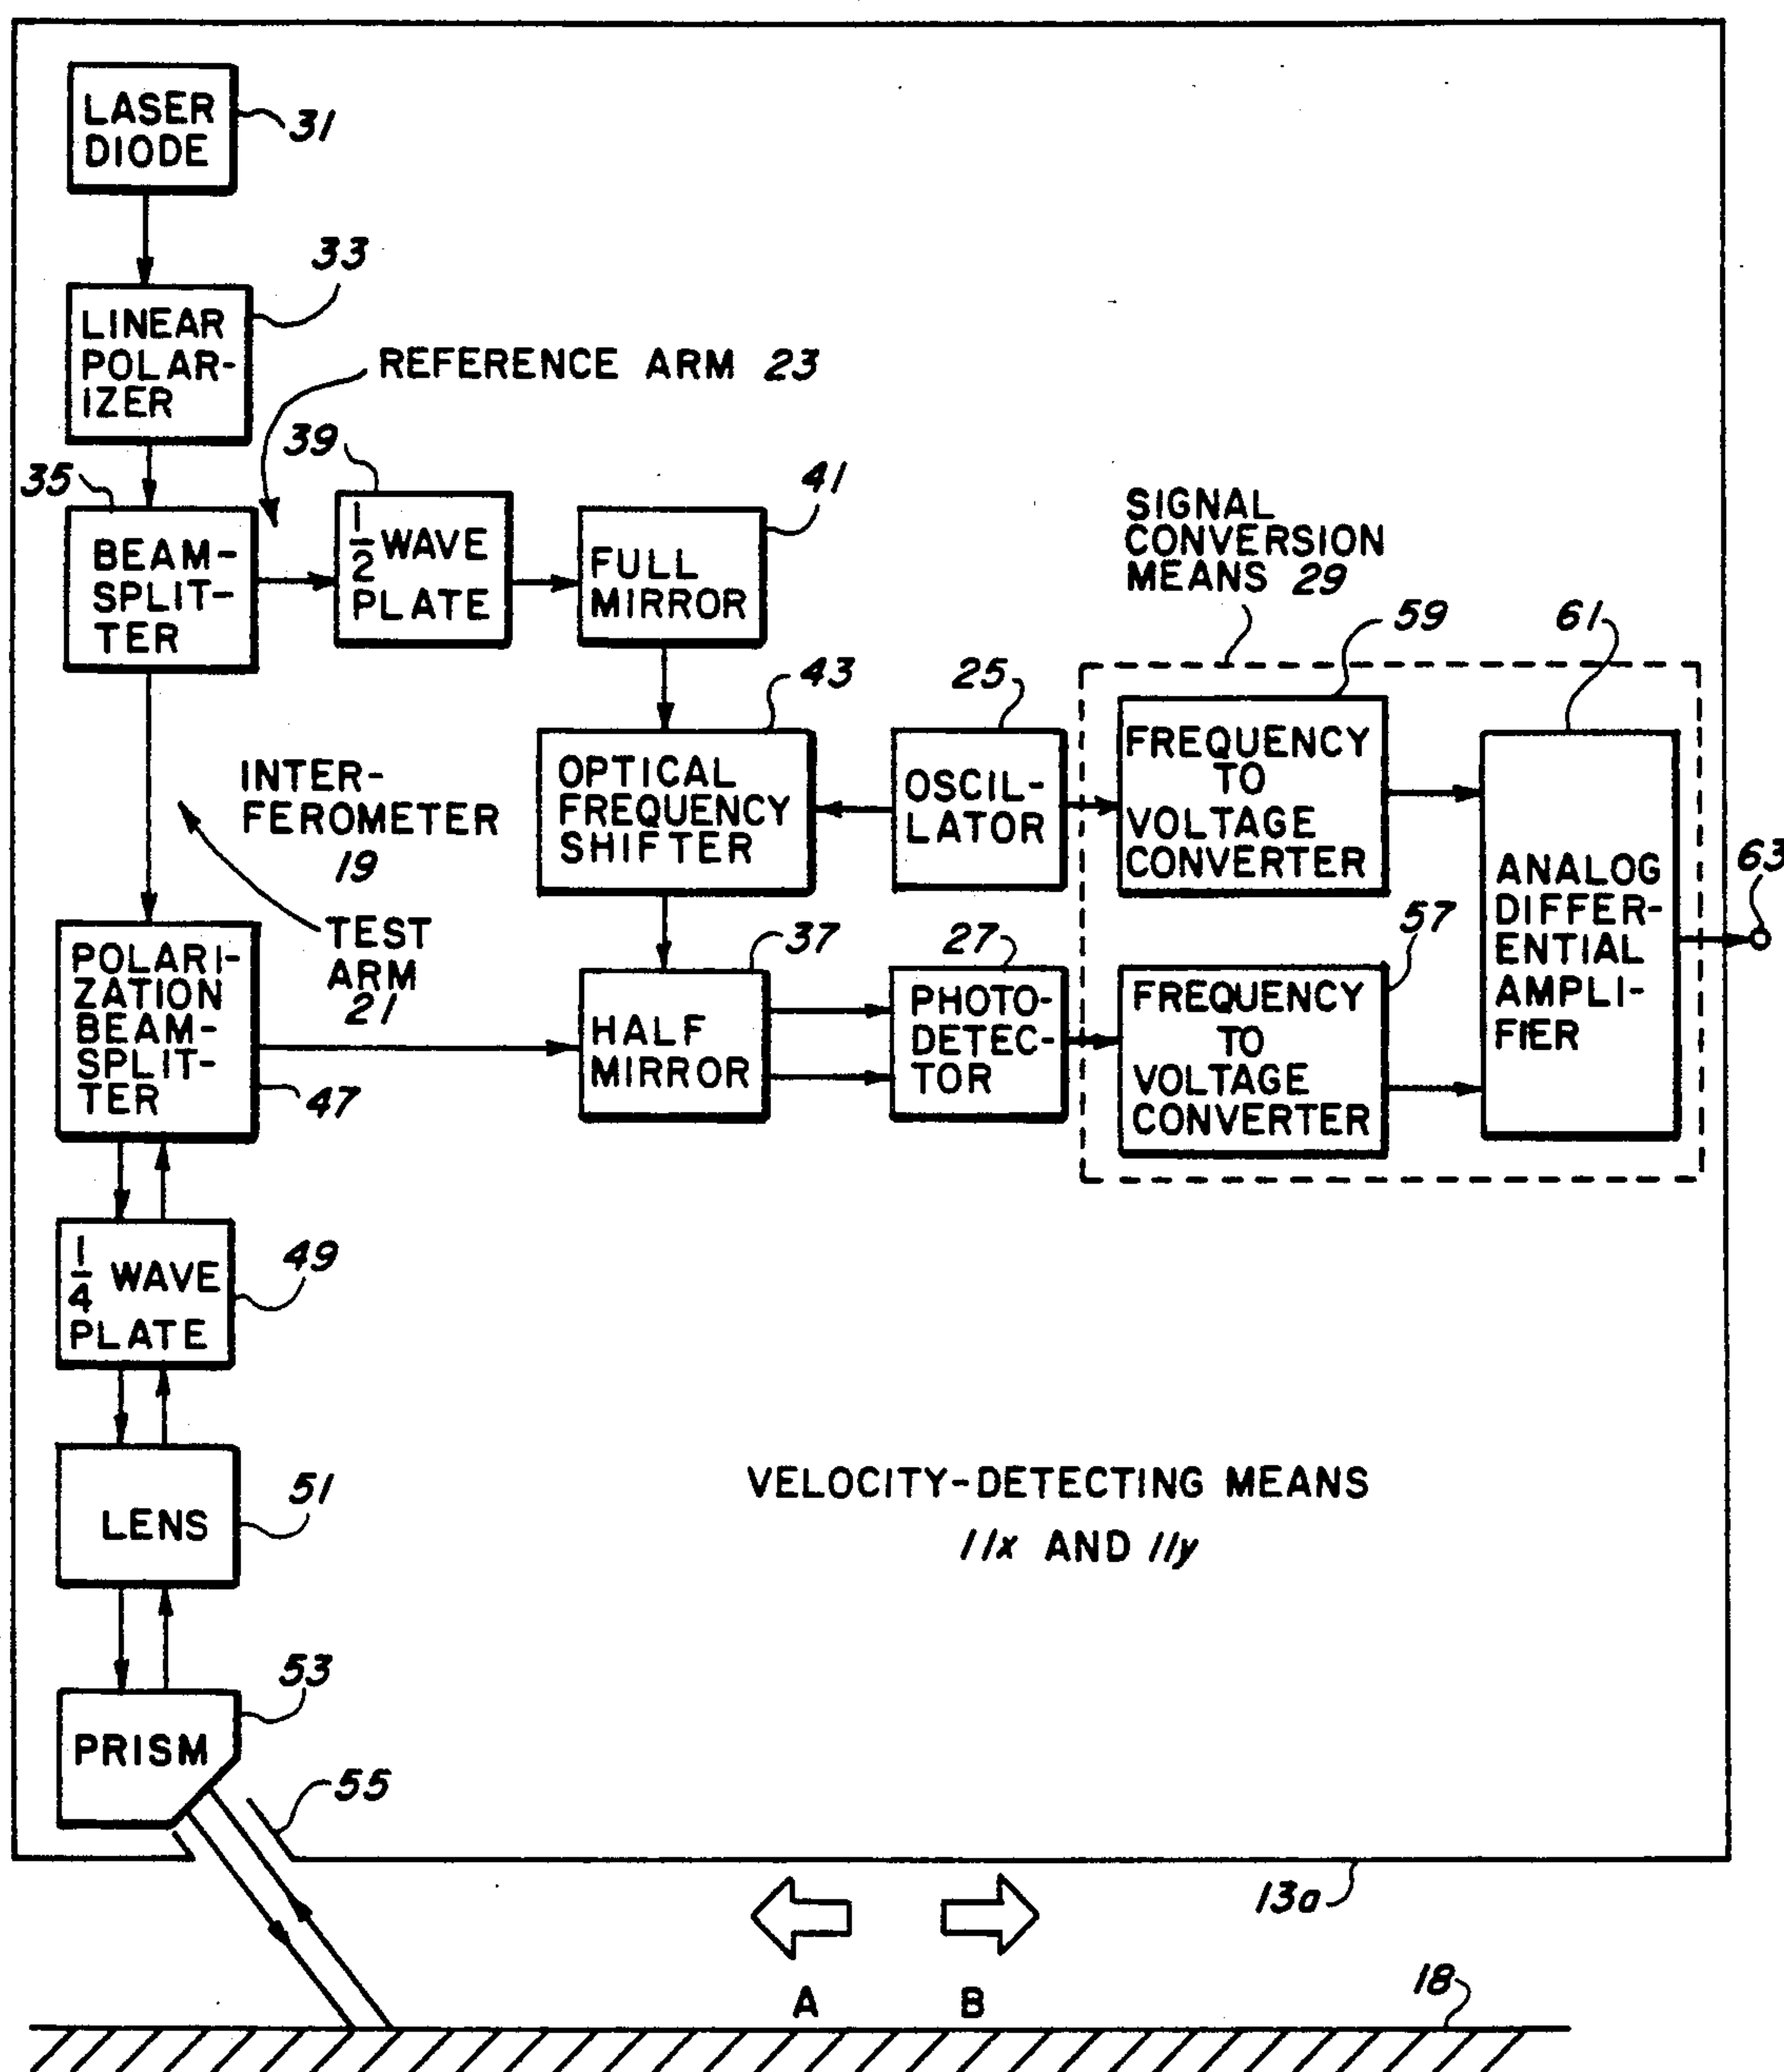 LASER
DIODE
31
33
LINEAR
POLAR-
IZER
REFERENCE ARM 23
35
39
41
BEAM-
SPLIT-
TER
1/2 WAVE
PLATE
FULL
MIRROR
SIGNAL
CONVERSION
MEANS 29
59
61
43
25
INTER-
FEROMETER
19
OPTICAL
FREQUENCY
SHIFTER
OSCIL-
LATOR
FREQUENCY
TO
VOLTAGE
CONVERTER
ANALOG
DIFFER-
ENTIAL
AMPLI-
FIER
63
TEST
ARM
21
POLARI-
ZATION
BEAM-
SPLIT-
TER
47
37
27
57
HALF
MIRROR
PHOTO-
DETEC-
TOR
FREQUENCY
TO
VOLTAGE
CONVERTER
1/4 WAVE
PLATE
49
LENS
51
VELOCITY-DETECTING MEANS
11x AND 11y
53
PRISM
55
13a
A B
18